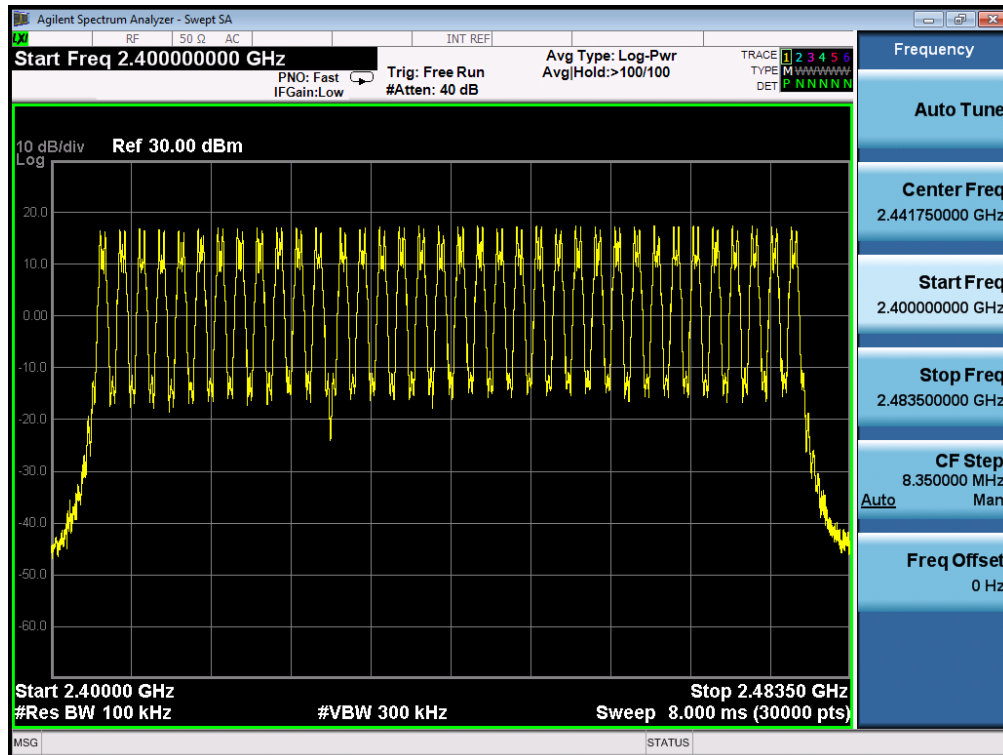 Agilent Spectrum Analyzer - Swept SA
LXI RF 50 Ω AC INT REF
Start Freq 2.400000000 GHz
PNO: Fast
IFGain:Low
Trig: Free Run
#Atten: 40 dB
Avg Type: Log-Pwr
Avg|Hold:>100/100
TRACE 1 2 3 4 5 6
TYPE M WWWWW
DET P N N N N N
10 dB/div Ref 30.00 dBm
Log
20.0
10.0
0.00
-10.0
-20.0
-30.0
-40.0
-50.0
-60.0
Start 2.40000 GHz Stop 2.48350 GHz
#Res BW 100 kHz #VBW 300 kHz Sweep 8.000 ms (30000 pts)
MSG STATUS
Frequency
Auto Tune
Center Freq
2.441750000 GHz
Start Freq
2.400000000 GHz
Stop Freq
2.483500000 GHz
CF Step
8.350000 MHz
Auto Man
Freq Offset
0 Hz